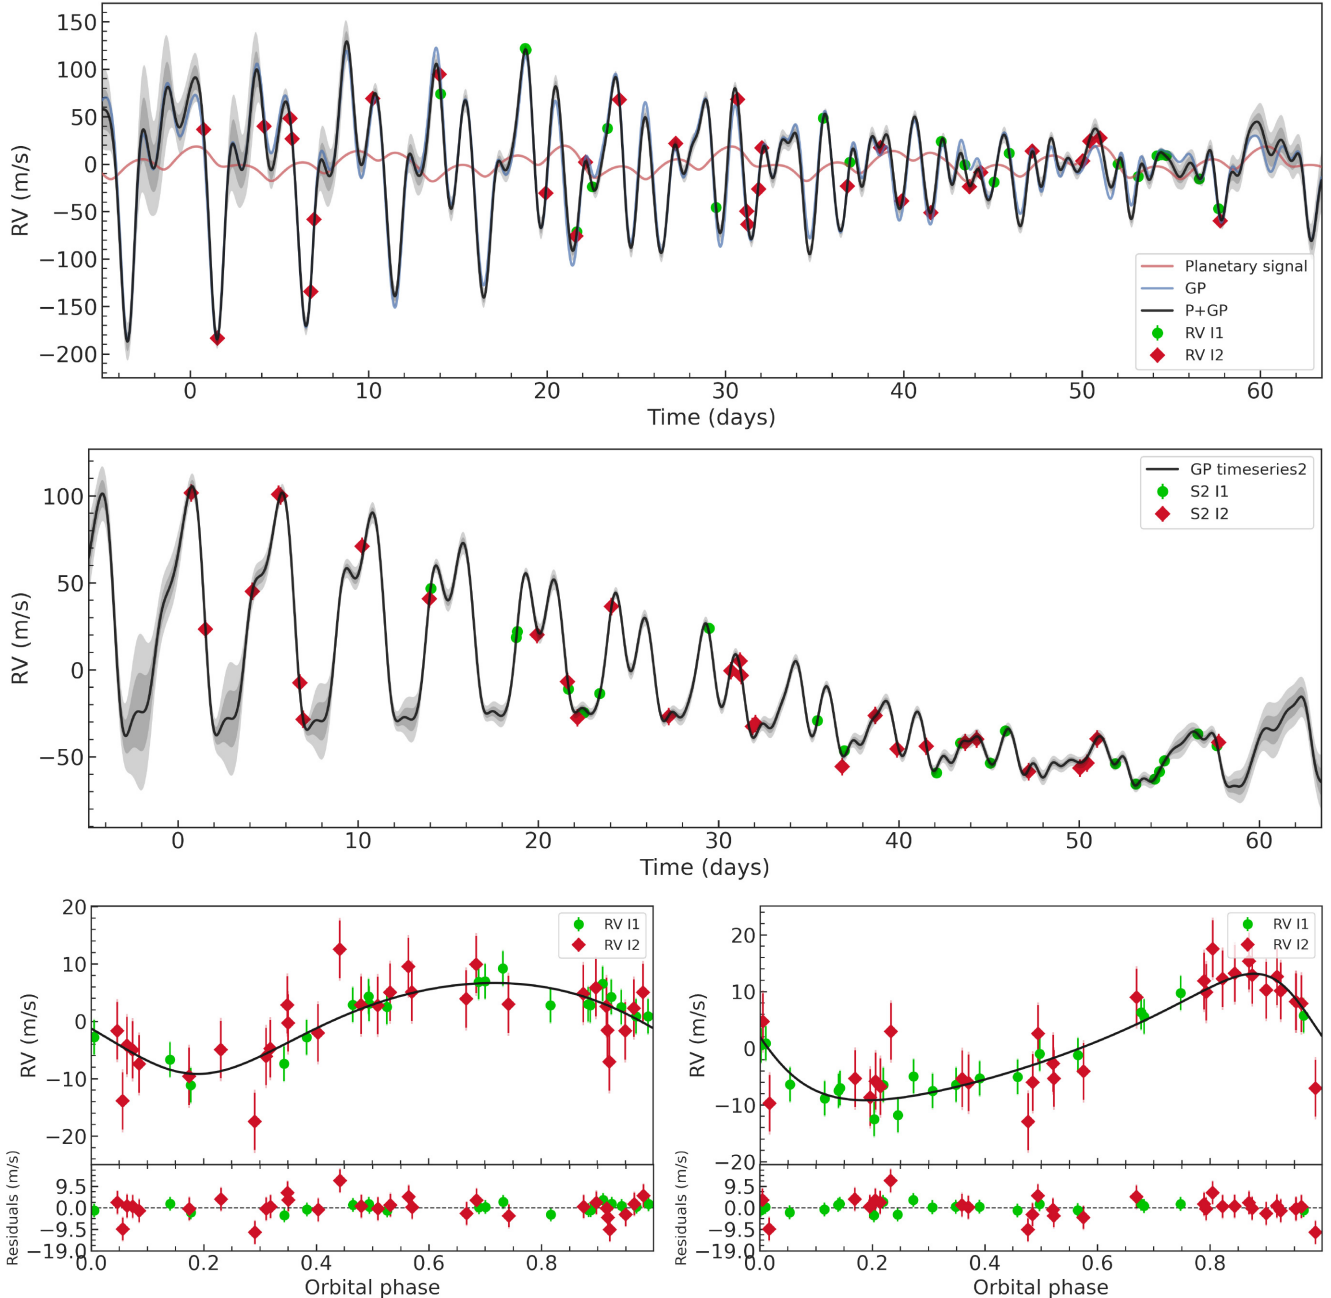 150
100
50
0
−50
−100
−150
−200
RV (m/s)
Planetary signal
GP
P+GP
RV I1
RV I2
0 10 20 30 40 50 60
Time (days)
100
50
0
−50
RV (m/s)
GP timeseries2
S2 I1
S2 I2
0 10 20 30 40 50 60
Time (days)
20
10
0
−10
−20
RV (m/s)
RV I1
RV I2
9.5
0.0
−9.5
−19.0
Residuals (m/s)
0.0 0.2 0.4 0.6 0.8
Orbital phase
20
10
0
−10
−20
RV (m/s)
RV I1
RV I2
9.5
0.0
−9.5
−19.0
Residuals (m/s)
0.0 0.2 0.4 0.6 0.8
Orbital phase